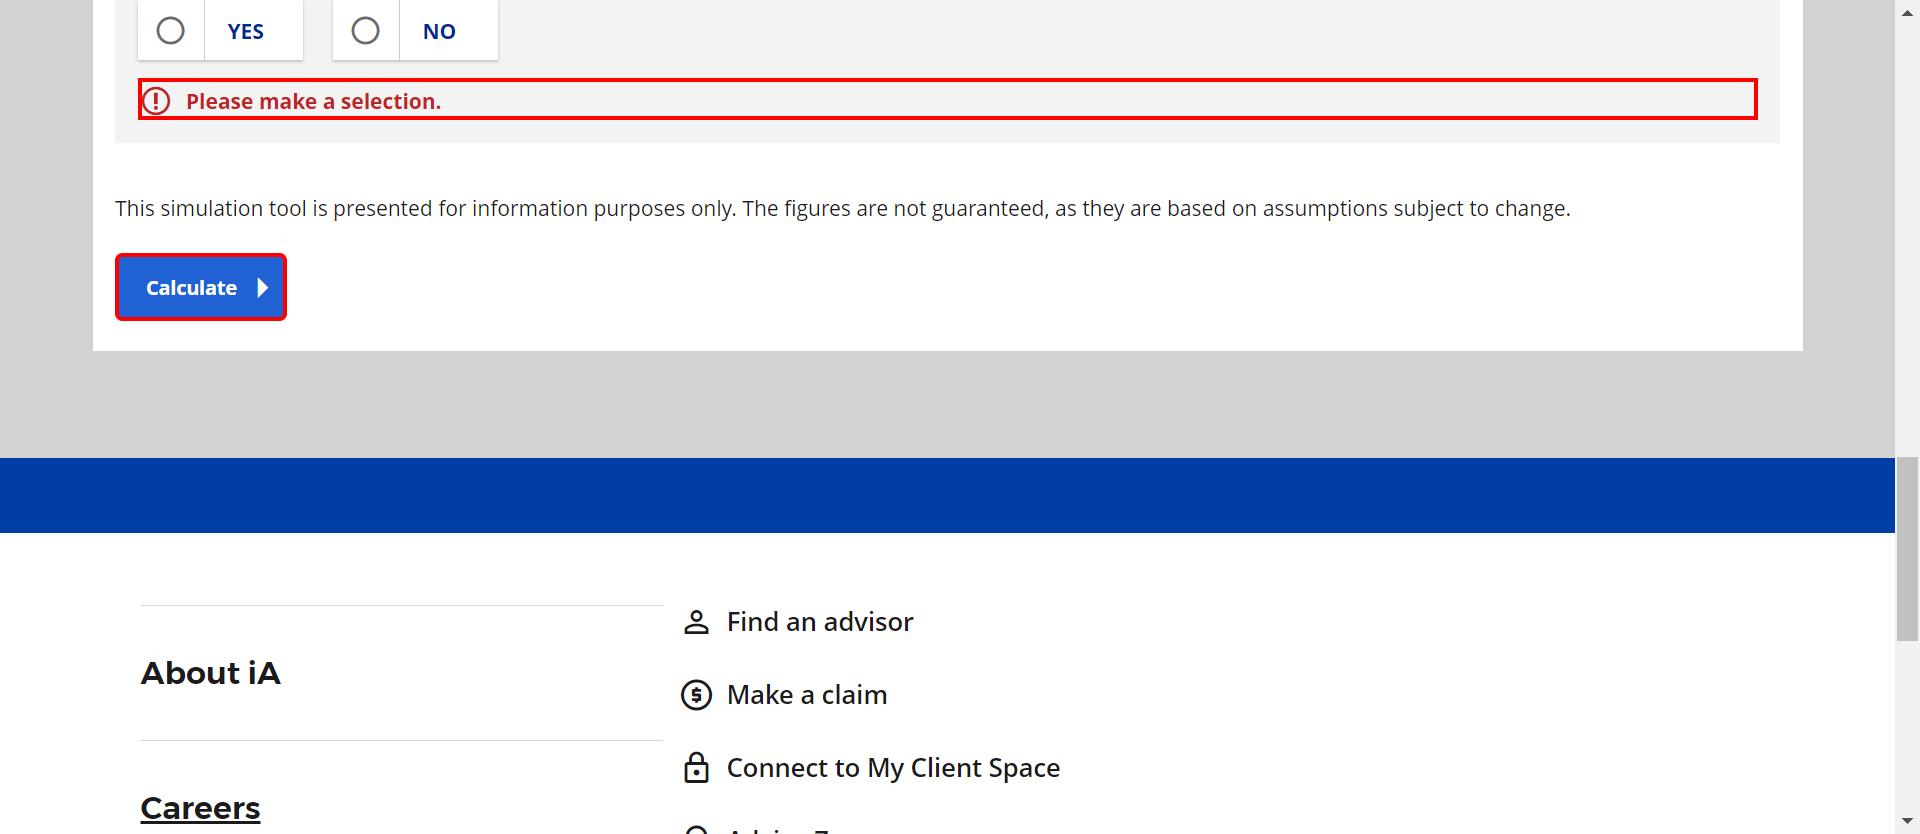 YES NO
Please make a selection.
This simulation tool is presented for information purposes only. The figures are not guaranteed, as they are based on assumptions subject to change.
Calculate
About iA
Careers
Find an advisor
Make a claim
Connect to My Client Space